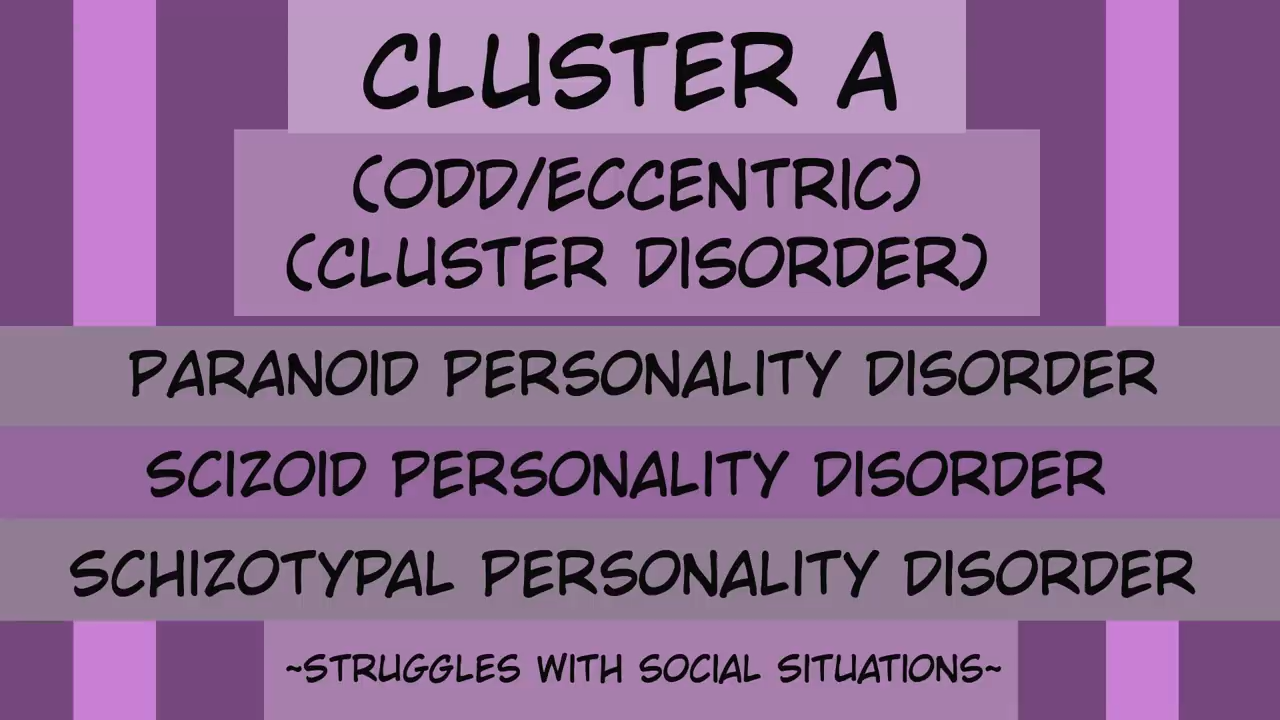 CLUSTER A
(ODD/ECCENTRIC)
(CLUSTER DISORDER)
PARANOID PERSONALITY DISORDER
SCIZOID PERSONALITY DISORDER
SCHIZOTYPAL PERSONALITY DISORDER
~STRUGGLES WITH SOCIAL SITUATIONS~